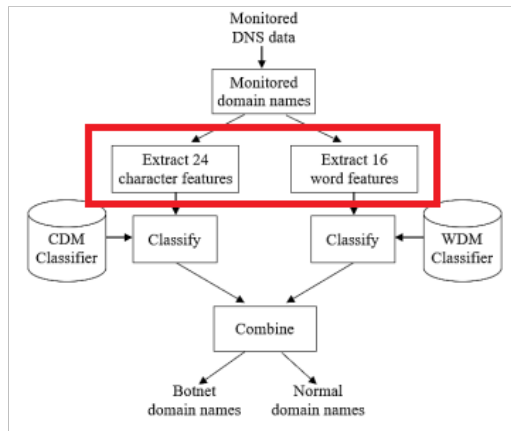 Monitored
DNS data
Monitored
domain names
Extract 24
character features
Extract 16
word features
CDM
Classifier
Classify
Classify
WDM
Classifier
Combine
Botnet
domain names
Normal
domain names